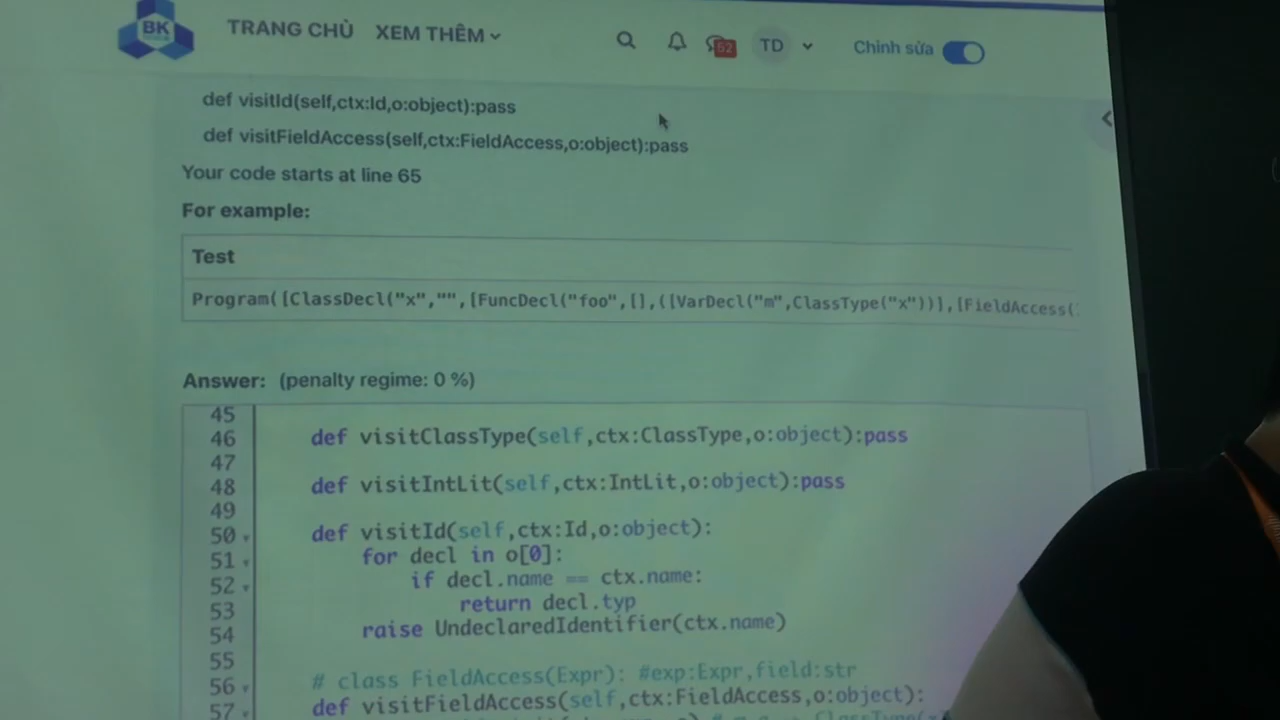 BK
TRANG CHỦ XEM THÊM 52 TD Chỉnh sửa
def visitId(self,ctx:Id,o:object):pass
def visitFieldAccess(self,ctx:FieldAccess,o:object):pass
Your code starts at line 65
For example:
Test
Program([ClassDecl("x","",[FuncDecl("foo",[],([VarDecl("m",ClassType("x"))],[FieldAccess(
Answer: (penalty regime: 0 %)
45
46 def visitClassType(self,ctx:ClassType,o:object):pass
47
48 def visitIntLit(self,ctx:IntLit,o:object):pass
49
50 def visitId(self,ctx:Id,o:object):
51 for decl in o[0]:
52 if decl.name == ctx.name:
53 return decl.typ
54 raise UndeclaredIdentifier(ctx.name)
55
56 # class FieldAccess(Expr): #exp:Expr,field:str
57 def visitFieldAccess(self,ctx:FieldAccess,o:object):